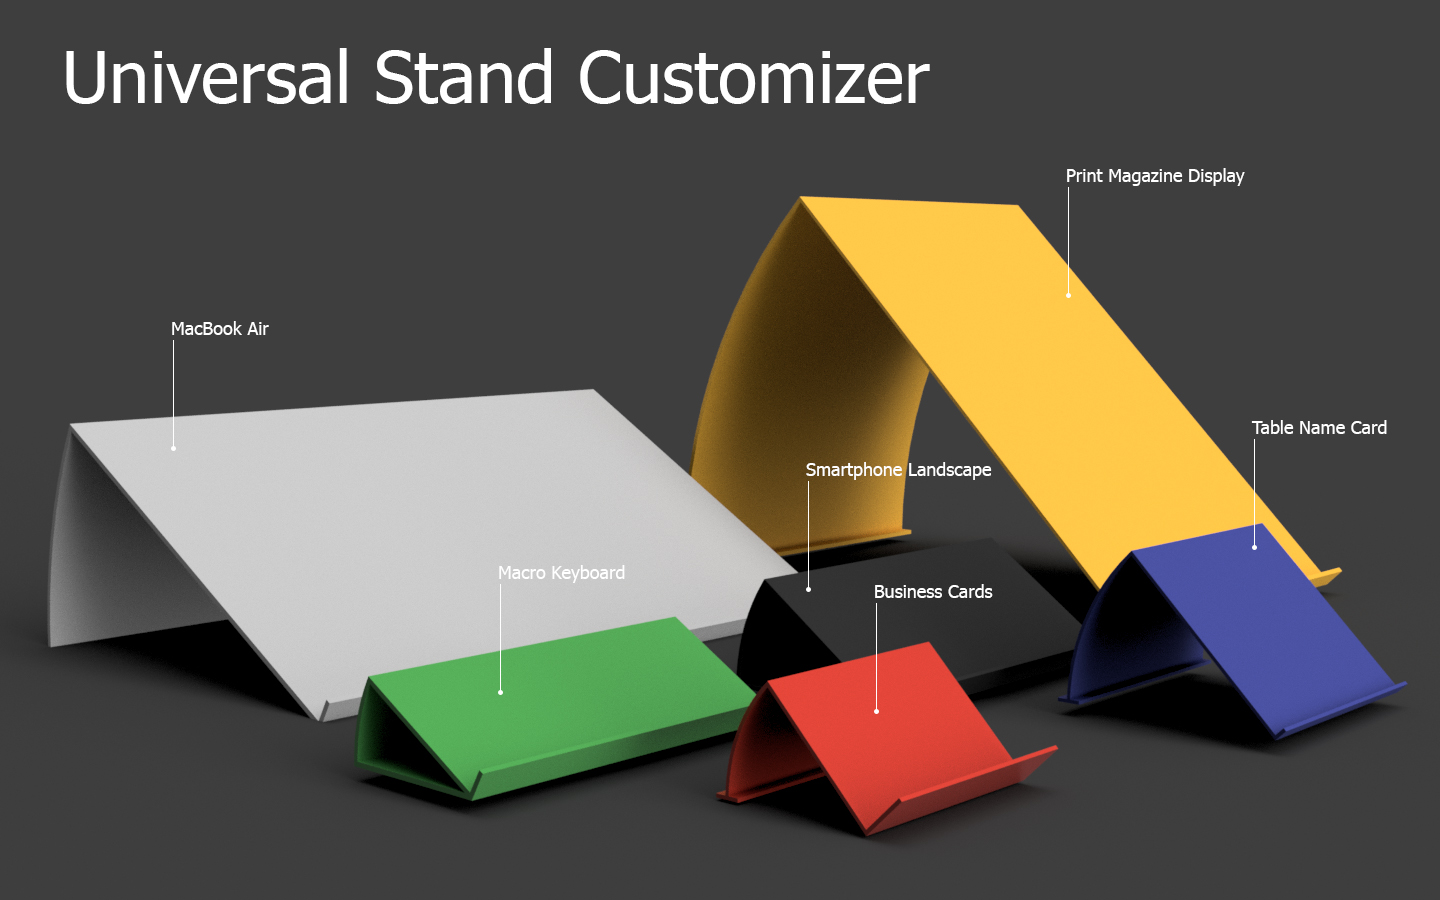 Universal Stand Customizer
Print Magazine Display
MacBook Air
Table Name Card
Smartphone Landscape
Macro Keyboard
Business Cards